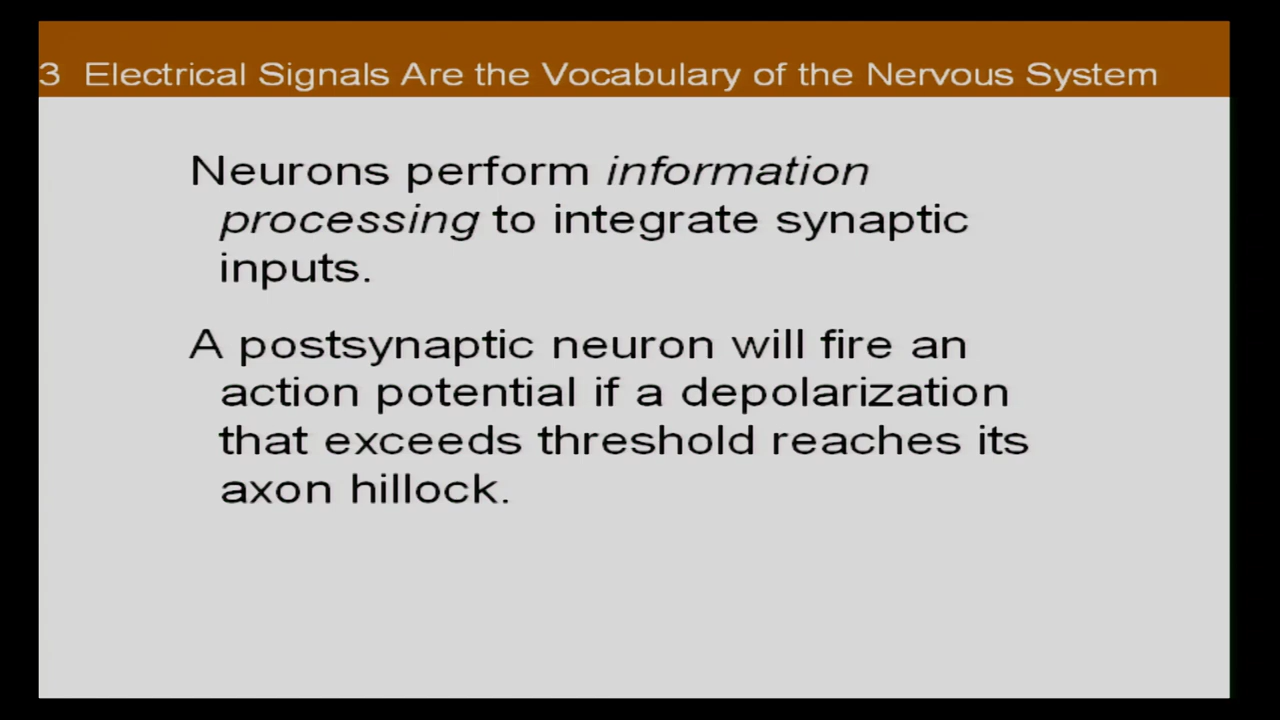 3 Electrical Signals Are the Vocabulary of the Nervous System
Neurons perform information
processing to integrate synaptic
inputs.
A postsynaptic neuron will fire an
action potential if a depolarization
that exceeds threshold reaches its
axon hillock.